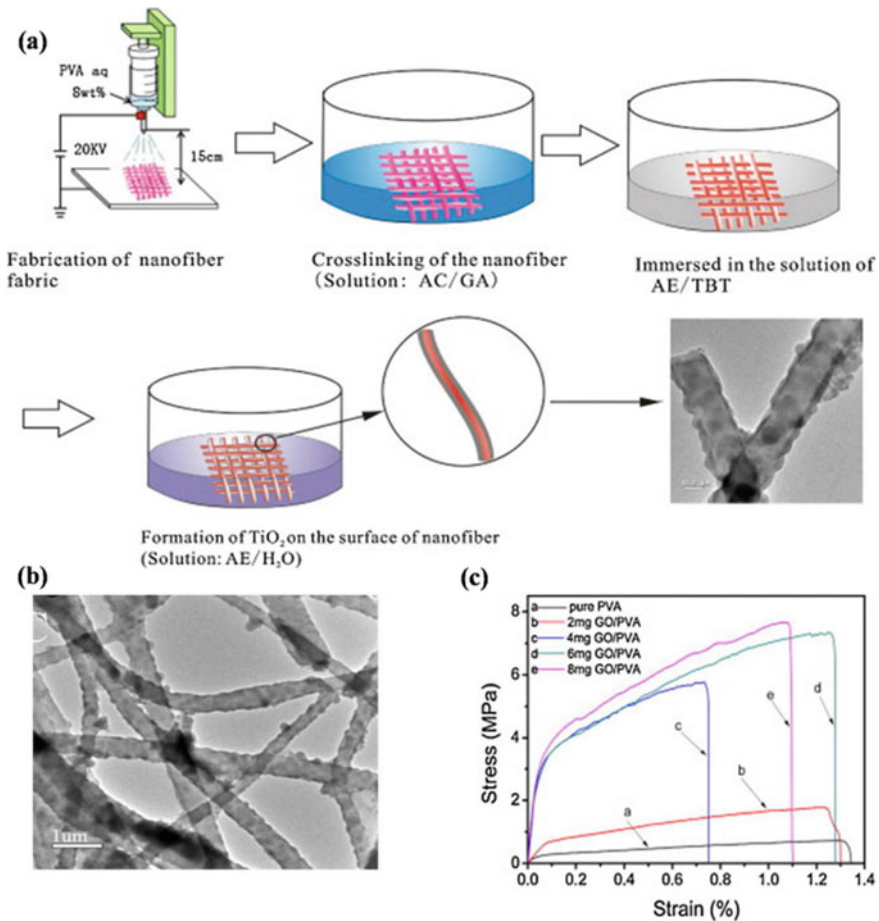 (a)
PVA aq
8wt%
20KV
15cm
Fabrication of nanofiber
fabric
Crosslinking of the nanofiber
(Solution: AC/GA)
Immersed in the solution of
AE/TBT
Formation of TiO₂ on the surface of nanofiber
(Solution: AE/H₂O)
(b)
1um
(c)
a pure PVA
b 2mg GO/PVA
c 4mg GO/PVA
d 6mg GO/PVA
e 8mg GO/PVA
8
6
4
2
0
Stress (MPa)
a
b
c
d
e
0.0 0.2 0.4 0.6 0.8 1.0 1.2 1.4
Strain (%)